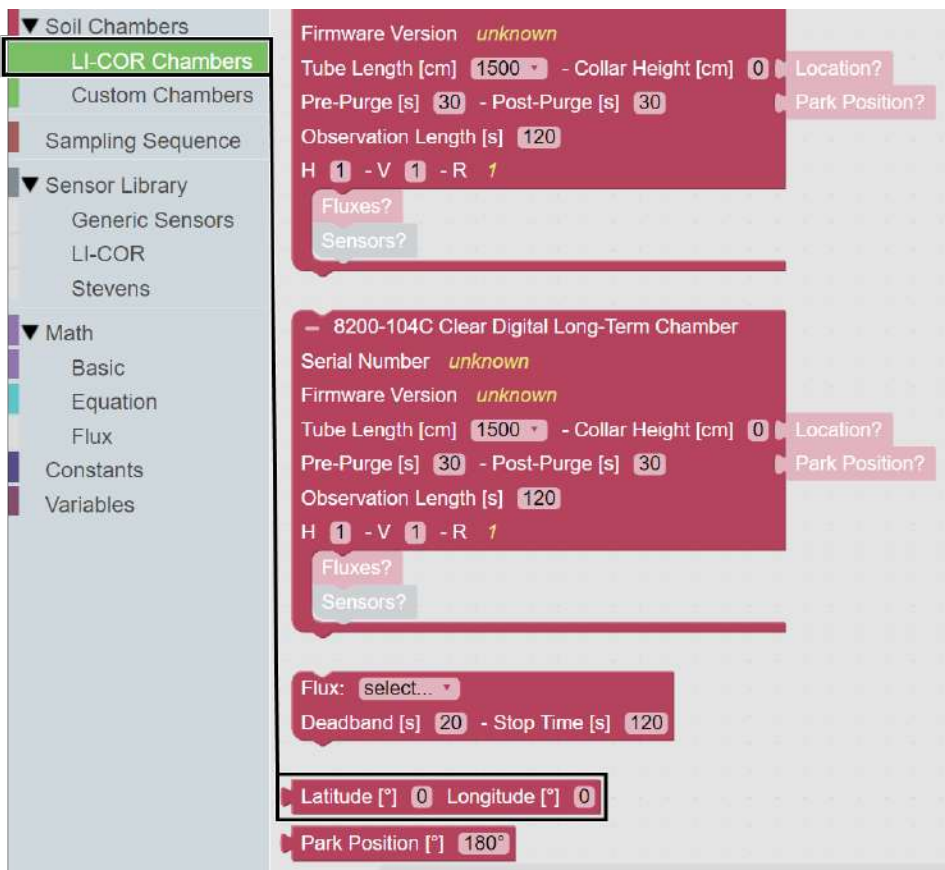 Soil Chambers
LI-COR Chambers
Custom Chambers
Sampling Sequence
Sensor Library
Generic Sensors
LI-COR
Stevens
Math
Basic
Equation
Flux
Constants
Variables
Firmware Version unknown
Tube Length [cm] 1500 - Collar Height [cm] 0 Location?
Pre-Purge [s] 30 - Post-Purge [s] 30 Park Position?
Observation Length [s] 120
H 1 - V 1 - R 1
Fluxes?
Sensors?
– 8200-104C Clear Digital Long-Term Chamber
Serial Number unknown
Firmware Version unknown
Tube Length [cm] 1500 - Collar Height [cm] 0 Location?
Pre-Purge [s] 30 - Post-Purge [s] 30 Park Position?
Observation Length [s] 120
H 1 - V 1 - R 1
Fluxes?
Sensors?
Flux: select...
Deadband [s] 20 - Stop Time [s] 120
Latitude [°] 0 Longitude [°] 0
Park Position [°] 180°